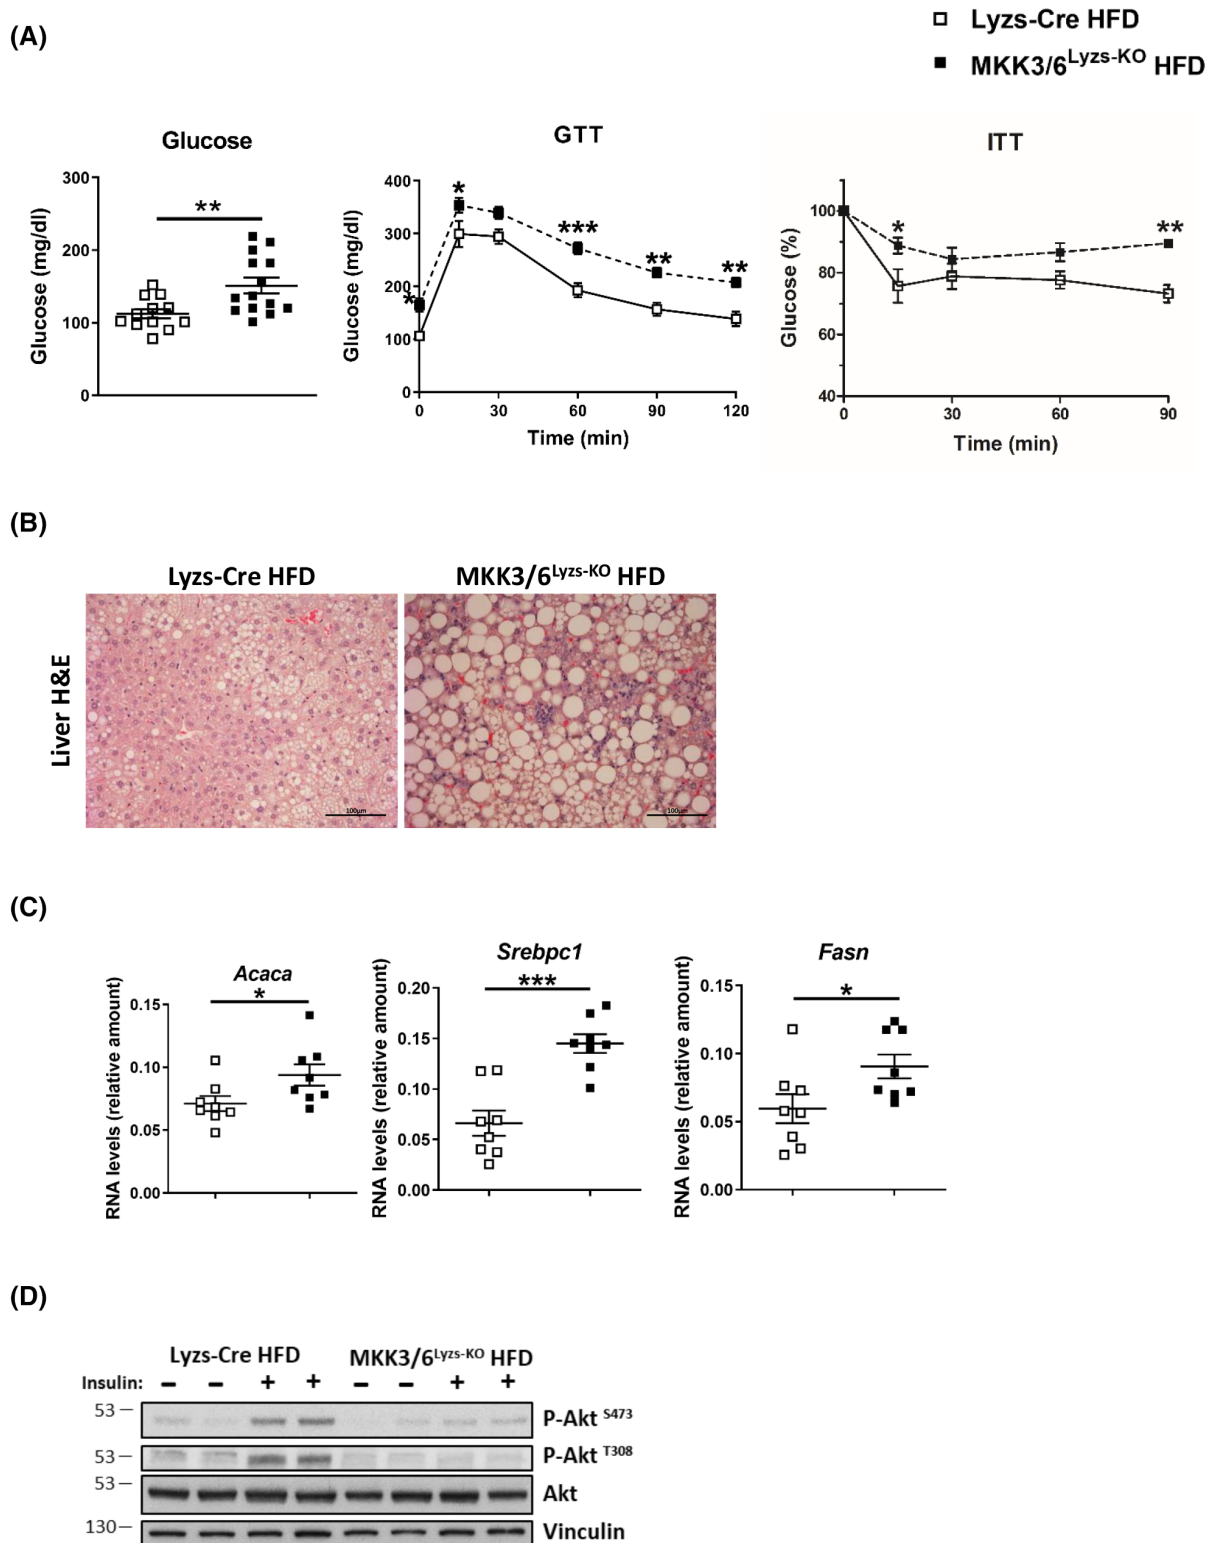 (A)
Lyzs-Cre HFD
MKK3/6Lyzs-KO HFD
Glucose
Glucose (mg/dl)
300
200
100
0
**
GTT
Glucose (mg/dl)
400
300
200
100
0
*
*
***
**
**
0 30 60 90 120
Time (min)
ITT
Glucose (%)
100
80
60
40
*
**
0 30 60 90
Time (min)
(B)
Lyzs-Cre HFD
MKK3/6Lyzs-KO HFD
Liver H&E
100µm
100µm
(C)
Acaca
*
RNA levels (relative amount)
0.15
0.10
0.05
0.00
Srebpc1
***
RNA levels (relative amount)
0.20
0.15
0.10
0.05
0.00
Fasn
*
RNA levels (relative amount)
0.15
0.10
0.05
0.00
(D)
Lyzs-Cre HFD MKK3/6Lyzs-KO HFD
Insulin: – – + + – – + +
53 P-Akt S473
53 P-Akt T308
53 Akt
130 Vinculin